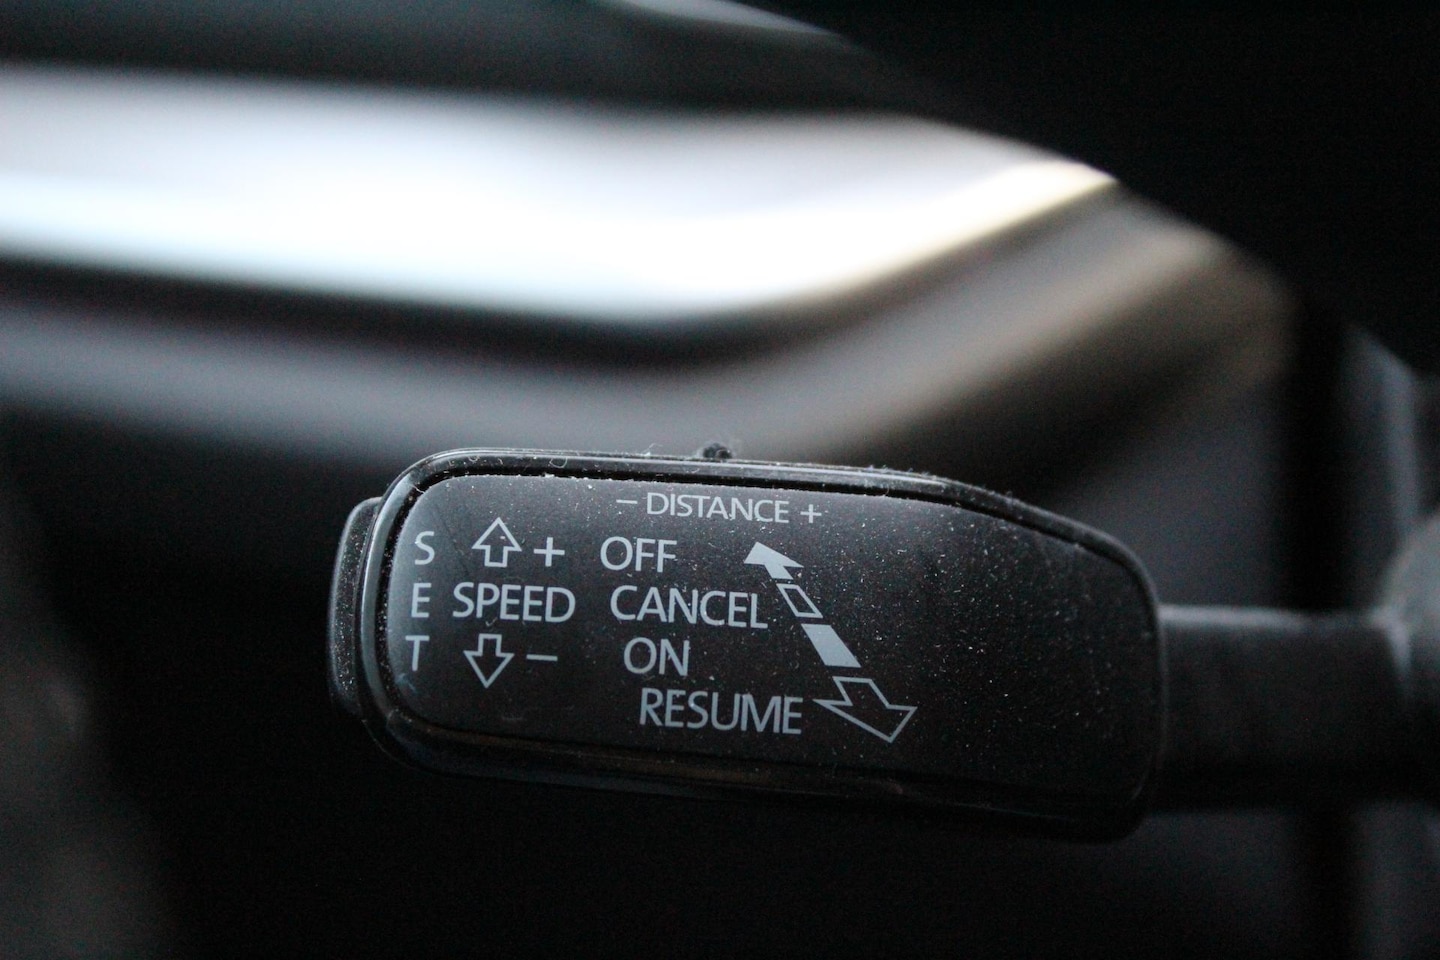 – DISTANCE +
S + OFF
E SPEED CANCEL
T – ON
RESUME